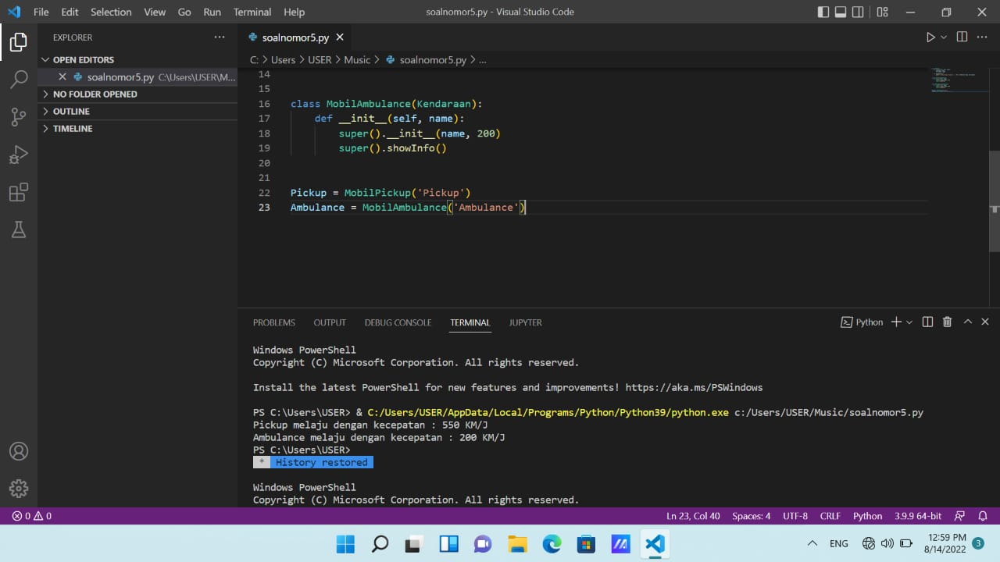 File Edit Selection View Go Run Terminal Help soalnomor5.py - Visual Studio Code
EXPLORER
OPEN EDITORS
soalnomor5.py C:\Users\USER\M...
NO FOLDER OPENED
OUTLINE
TIMELINE
soalnomor5.py
C: > Users > USER > Music > soalnomor5.py > ...
14
15
16 class MobilAmbulance(Kendaraan):
17 def __init__(self, name):
18 super().__init__(name, 200)
19 super().showInfo()
20
21
22 Pickup = MobilPickup('Pickup')
23 Ambulance = MobilAmbulance('Ambulance')
PROBLEMS OUTPUT DEBUG CONSOLE TERMINAL JUPYTER Python
Windows PowerShell
Copyright (C) Microsoft Corporation. All rights reserved.
Install the latest PowerShell for new features and improvements! https://aka.ms/PSWindows
PS C:\Users\USER> & C:/Users/USER/AppData/Local/Programs/Python/Python39/python.exe c:/Users/USER/Music/soalnomor5.py
Pickup melaju dengan kecepatan : 550 KM/J
Ambulance melaju dengan kecepatan : 200 KM/J
PS C:\Users\USER>
* History restored
Windows PowerShell
Copyright (C) Microsoft Corporation. All rights reserved.
0 0 Ln 23, Col 40 Spaces: 4 UTF-8 CRLF Python 3.9.9 64-bit
ENG 12:59 PM 3
8/14/2022